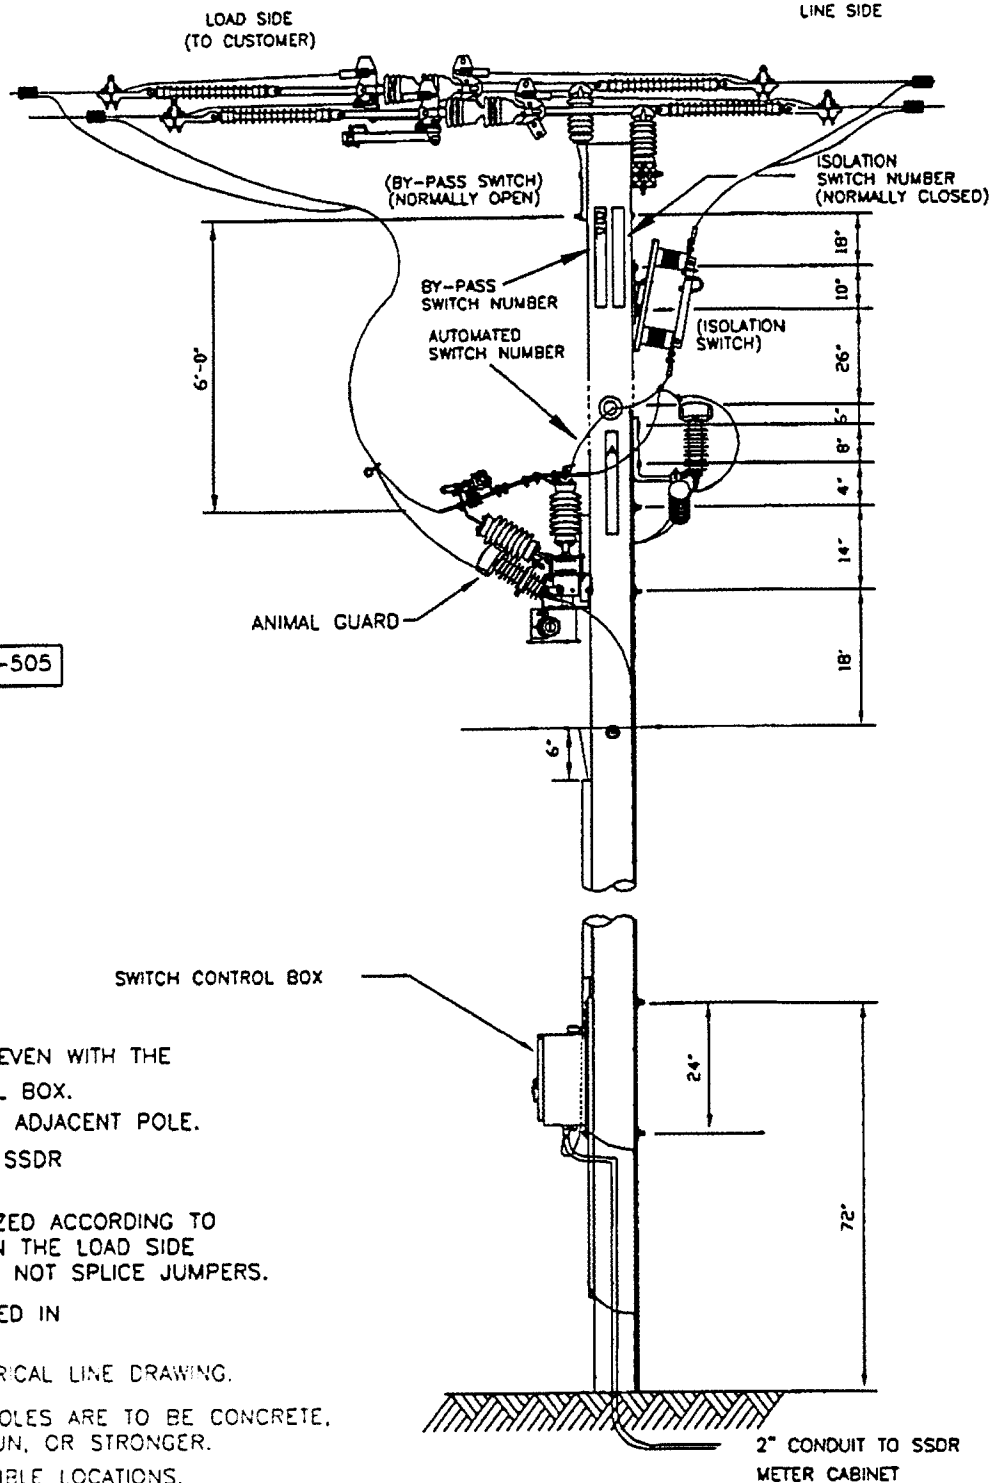 LOAD SIDE
(TO CUSTOMER)
LINE SIDE
(BY-PASS SWITCH)
(NORMALLY OPEN)
ISOLATION
SWITCH NUMBER
(NORMALLY CLOSED)
BY-PASS
SWITCH NUMBER
AUTOMATED
SWITCH NUMBER
(ISOLATION
SWITCH)
6'-0"
18"
10"
26"
8"
4"
14"
18"
ANIMAL GUARD
-505
6"
SWITCH CONTROL BOX
24"
72"
EVEN WITH THE
BOX.
ADJACENT POLE.
SSDR
ZED ACCORDING TO
N THE LOAD SIDE
NOT SPLICE JUMPERS.
ED IN
RICAL LINE DRAWING.
OLES ARE TO BE CONCRETE,
UN, OR STRONGER.
IBLE LOCATIONS.
2" CONDUIT TO SSDR
METER CABINET